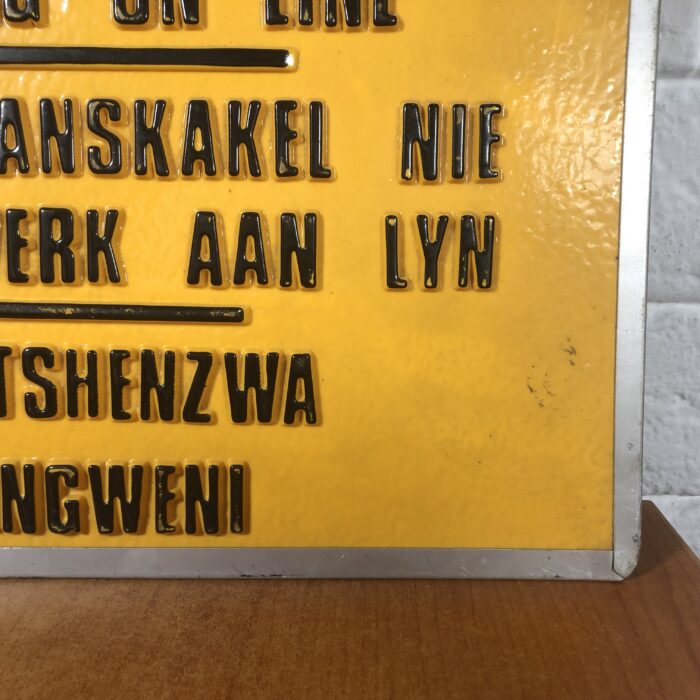 G ON LINE
ANSKAKEL NIE
ERK AAN LYN
TSHENZWA
NGWENI